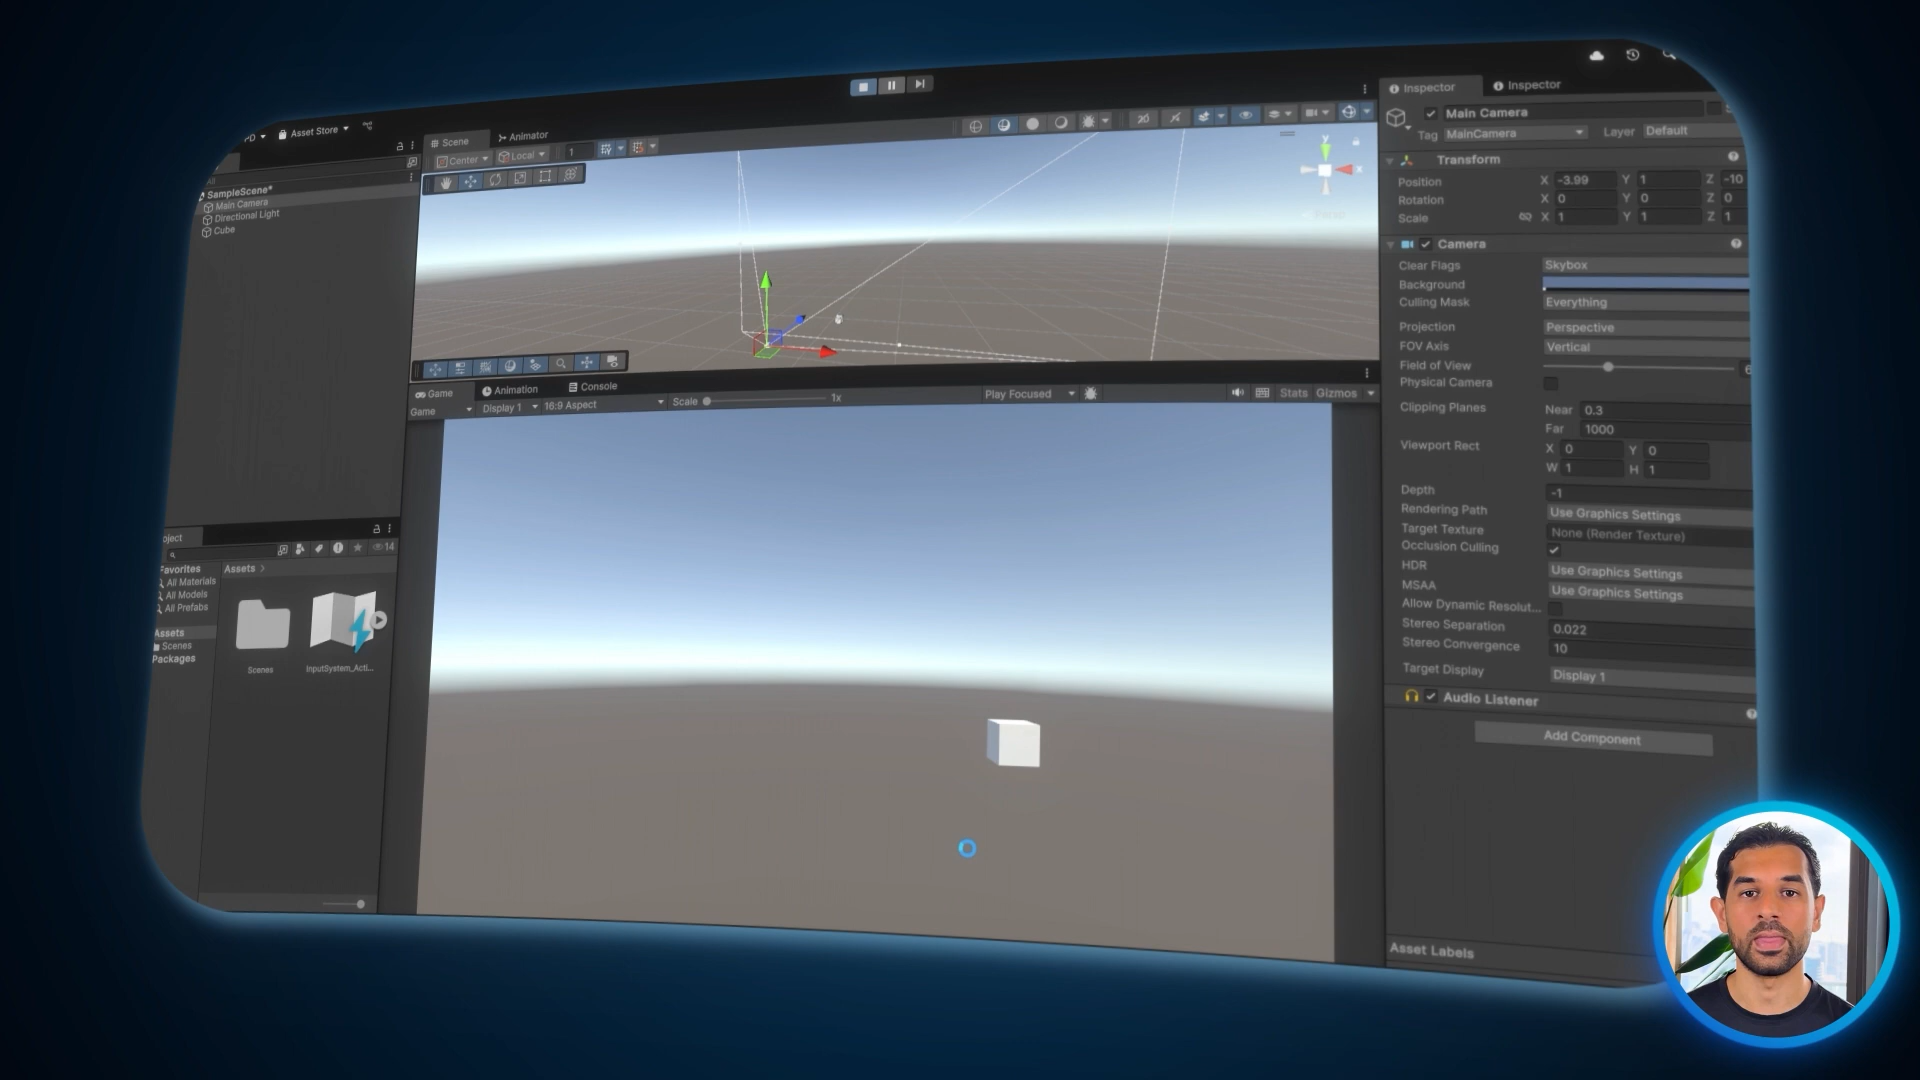 Asset Store
Inspector
Inspector
Main Camera
Tag MainCamera Layer Default
Scene
Animator
Center Local 1
Transform
Position X -3.99 Y 1 Z -10
Rotation X 0 Y 0 Z 0
Scale X 1 Y 1 Z 1
SampleScene*
Main Camera
Directional Light
Cube
Camera
Clear Flags Skybox
Background
Culling Mask Everything
Projection Perspective
FOV Axis Vertical
Field of View
Physical Camera
Clipping Planes Near 0.3
Far 1000
Viewport Rect X 0 Y 0
W 1 H 1
Depth -1
Rendering Path Use Graphics Settings
Target Texture None (Render Texture)
Occlusion Culling
HDR Use Graphics Settings
MSAA Use Graphics Settings
Allow Dynamic Resolut...
Stereo Separation 0.022
Stereo Convergence 10
Target Display Display 1
Audio Listener
Add Component
Asset Labels
Game
Animation
Console
Game Display 1 16:9 Aspect Scale 1x Play Focused Stats Gizmos
14
Favorites
All Materials
All Models
All Prefabs
Assets
Scenes
Packages
Assets >
Scenes
InputSystem_Acti...